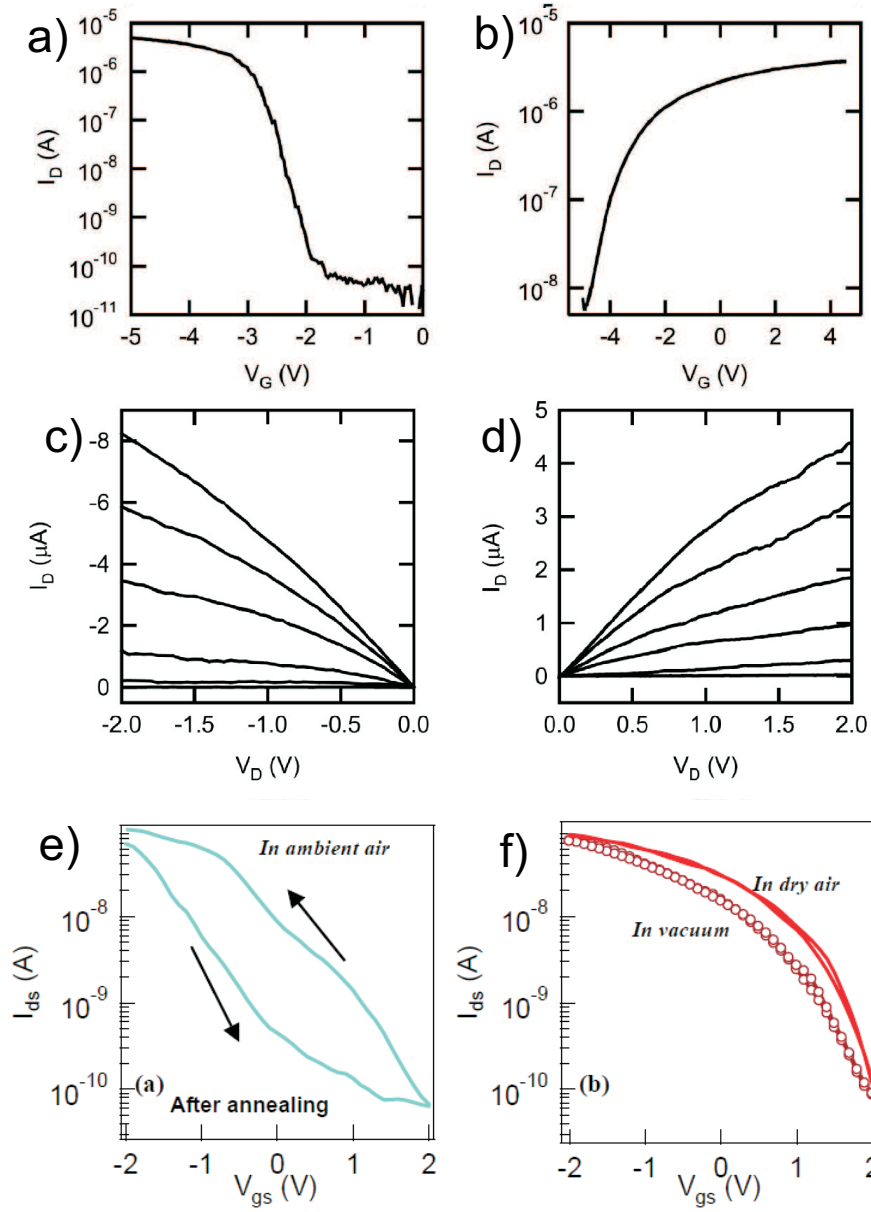 a)
10^-5
10^-6
10^-7
10^-8
10^-9
10^-10
10^-11
I_D (A)
-5 -4 -3 -2 -1 0
V_G (V)
b)
10^-5
10^-6
10^-7
10^-8
I_D (A)
-4 -2 0 2 4
V_G (V)
c)
-8
-6
-4
-2
0
I_D (μA)
-2.0 -1.5 -1.0 -0.5 0.0
V_D (V)
d)
5
4
3
2
1
0
I_D (μA)
0.0 0.5 1.0 1.5 2.0
V_D (V)
e)
In ambient air
10^-8
10^-9
10^-10
I_ds (A)
(a)
After annealing
-2 -1 0 1 2
V_gs (V)
f)
In dry air
In vacuum
10^-8
10^-9
10^-10
I_ds (A)
(b)
-2 -1 0 1 2
V_gs (V)